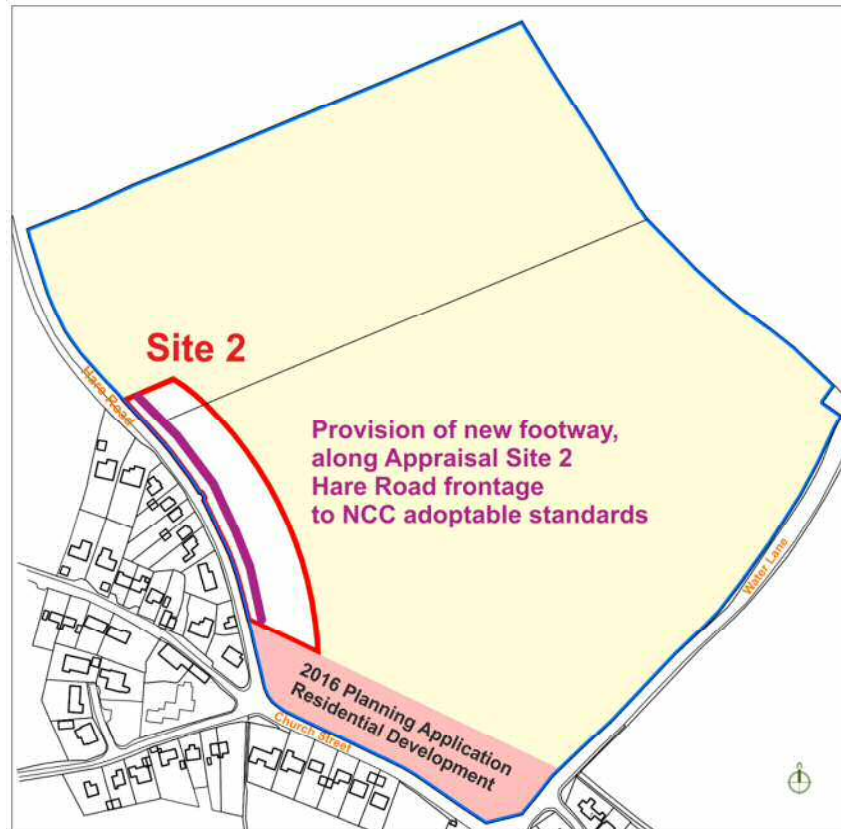 Hare Road
Site 2
Provision of new footway,
along Appraisal Site 2
Hare Road frontage
to NCC adoptable standards
Water Lane
2016 Planning Application
Residential Development
Church Street